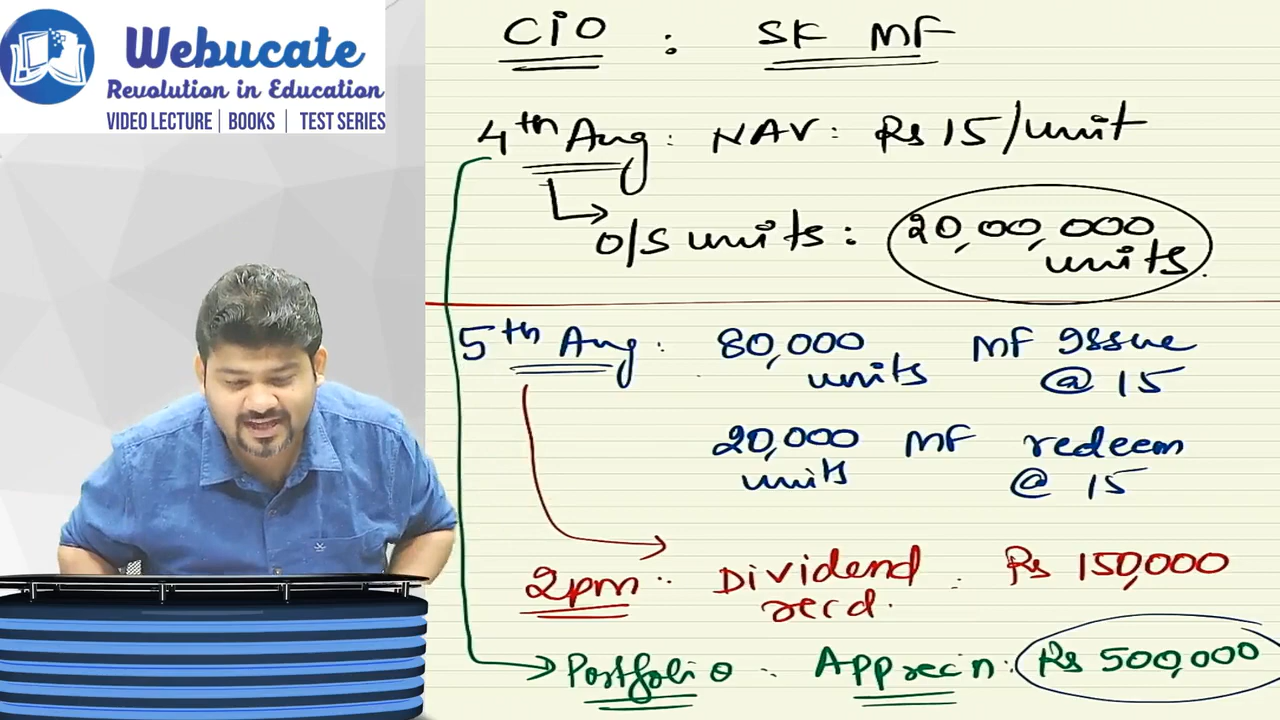 Webucate
Revolution in Education
VIDEO LECTURE | BOOKS | TEST SERIES
CIO : SK MF
4th Aug : NAV : Rs 15/unit
O/S units : 20,00,000
units.
5th Aug : 80,000 MF Issue
units @ 15
20,000 MF redeem
units @ 15
2pm : Dividend : Rs 150,000
recd.
Portfolio : Apprecn : Rs 500,000